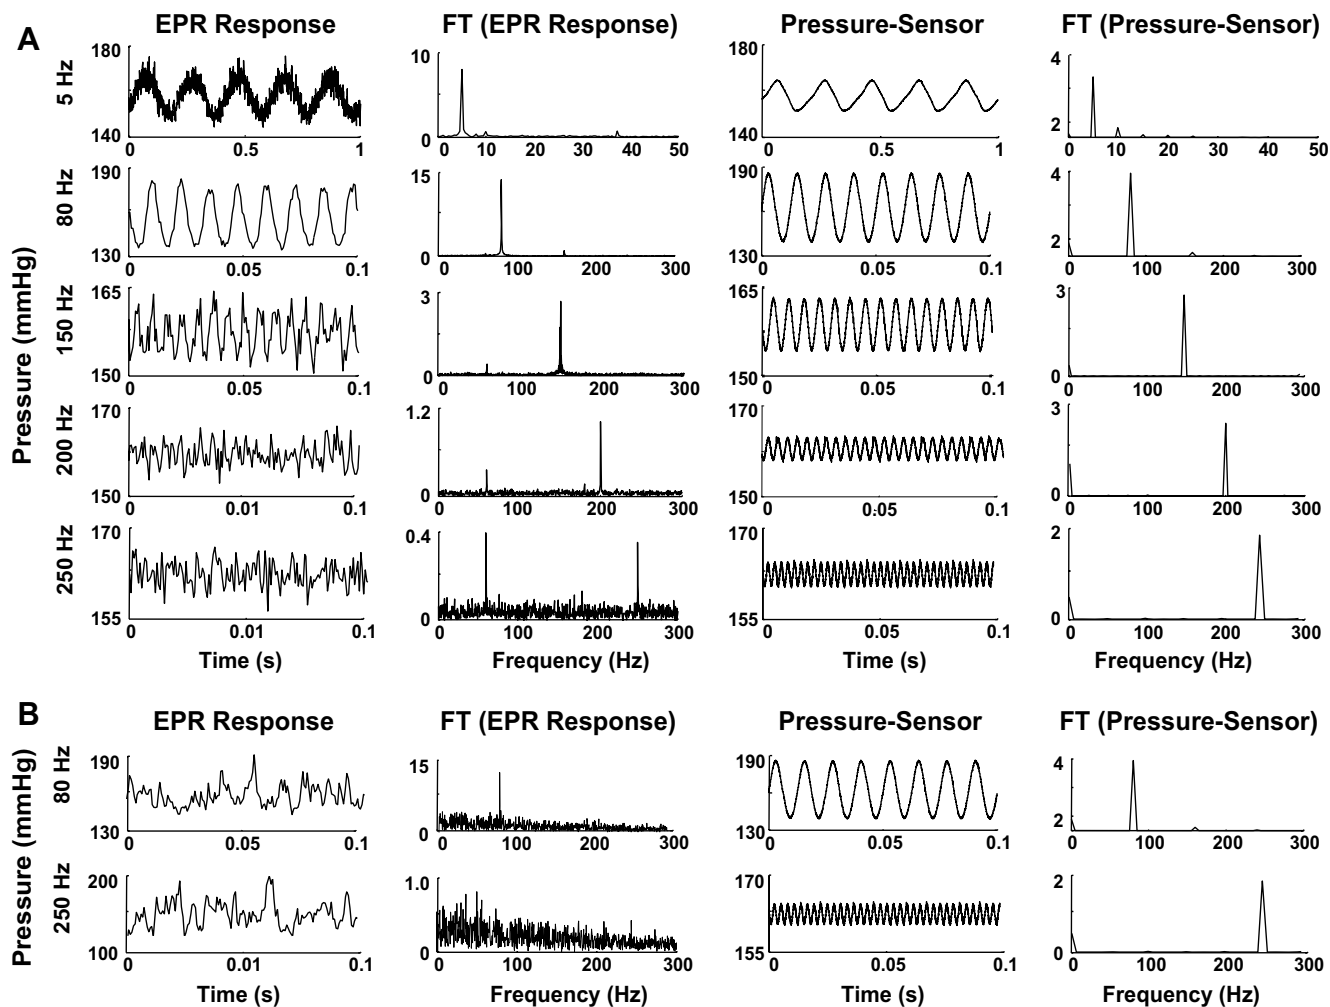 A
EPR Response FT (EPR Response) Pressure-Sensor FT (Pressure-Sensor)
Pressure (mmHg)
5 Hz
180 10 180 4
140 0 140 2
0.5 1 0 10 20 30 40 50 0 0.5 1 0 10 20 30 40 50
80 Hz
190 15 190 4
130 0 130 2
0 0.05 0.1 0 100 200 300 0 0.05 0.1 0 100 200 300
150 Hz
165 3 165 3
150 0 150 0
0 0.05 0.1 0 100 200 300 0 0.05 0.1 0 100 200 300
200 Hz
170 1.2 170 3
150 0 150 0
0 0.01 0.1 0 100 200 300 0 0.05 0.1 0 100 200 300
250 Hz
170 0.4 170 2
155 0 155 0
0 0.01 0.1 0 100 200 300 0 0.05 0.1 0 100 200 300
Time (s) Frequency (Hz) Time (s) Frequency (Hz)
B
EPR Response FT (EPR Response) Pressure-Sensor FT (Pressure-Sensor)
Pressure (mmHg)
80 Hz
190 15 190 4
130 0 130 2
0 0.05 0.1 0 100 200 300 0 0.05 0.1 0 100 200 300
250 Hz
200 1.0 170 2
100 0 155 0
0 0.01 0.1 0 100 200 300 0 0.05 0.1 0 100 200 300
Time (s) Frequency (Hz) Time (s) Frequency (Hz)